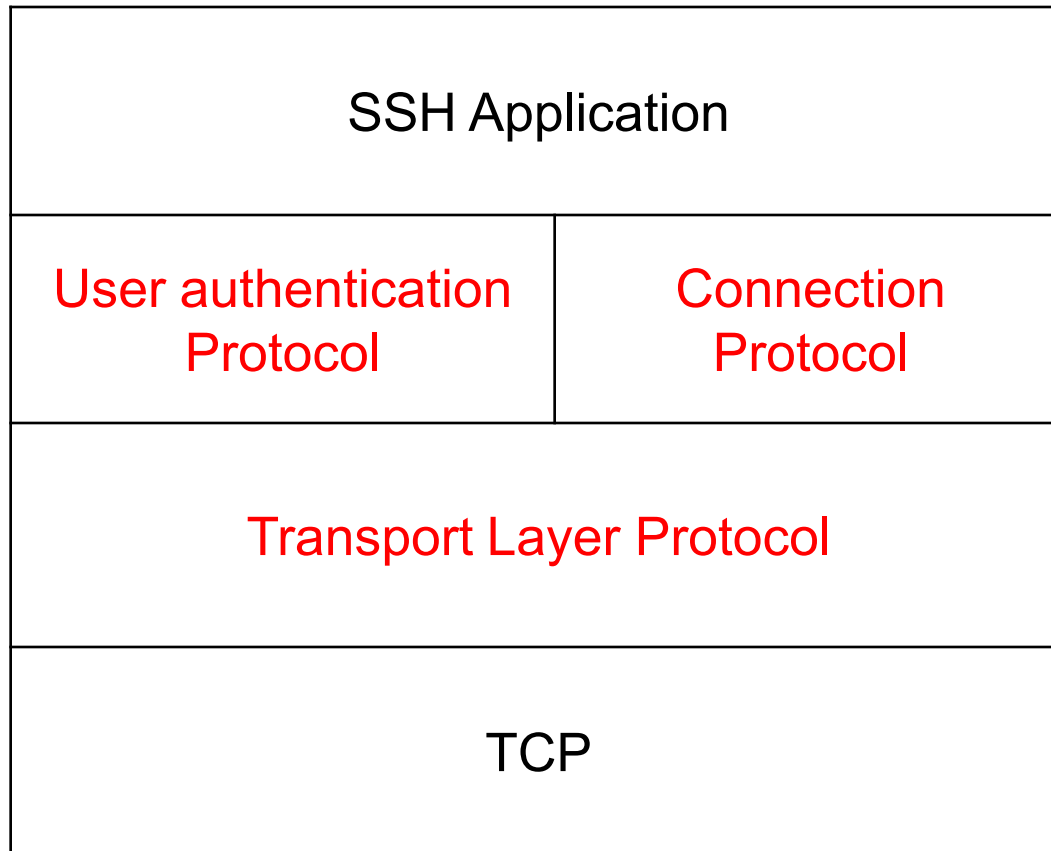 SSH Application
User authentication
Protocol
Connection
Protocol
Transport Layer Protocol
TCP